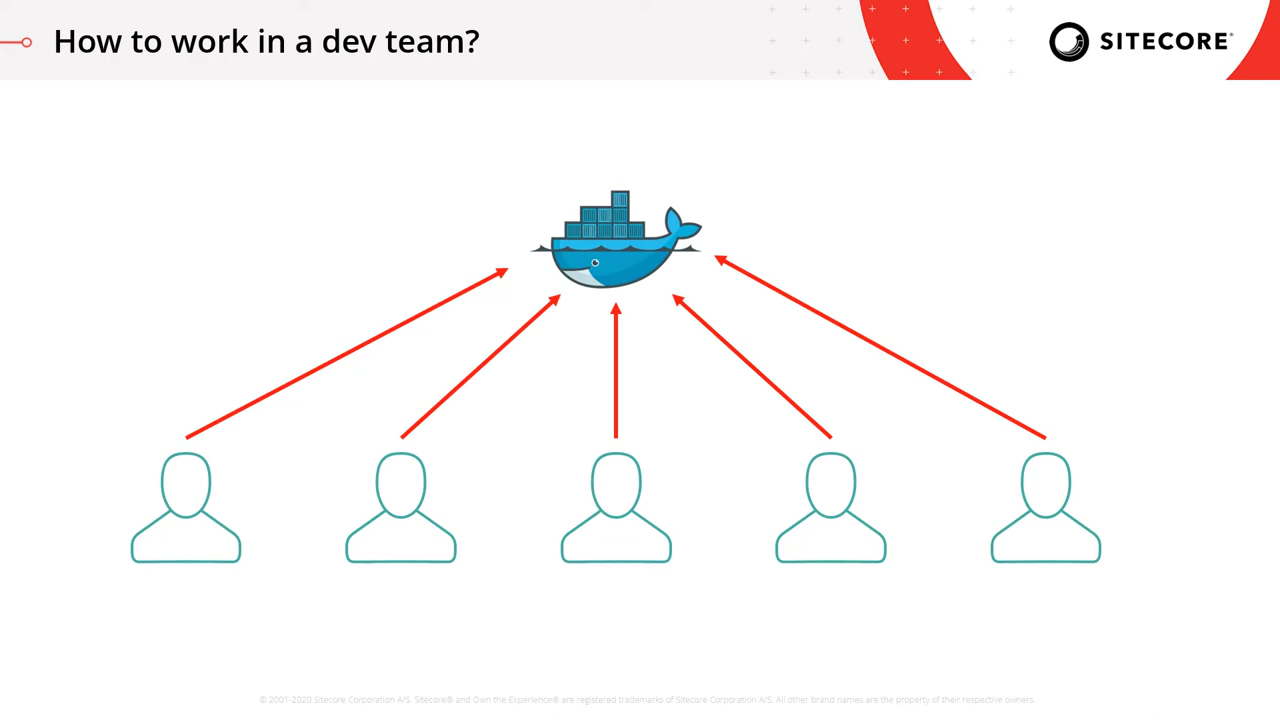 How to work in a dev team?
SITECORE®
© 2001-2020 Sitecore Corporation A/S. Sitecore® and Own the Experience® are registered trademarks of Sitecore Corporation A/S. All other brand names are the property of their respective owners.